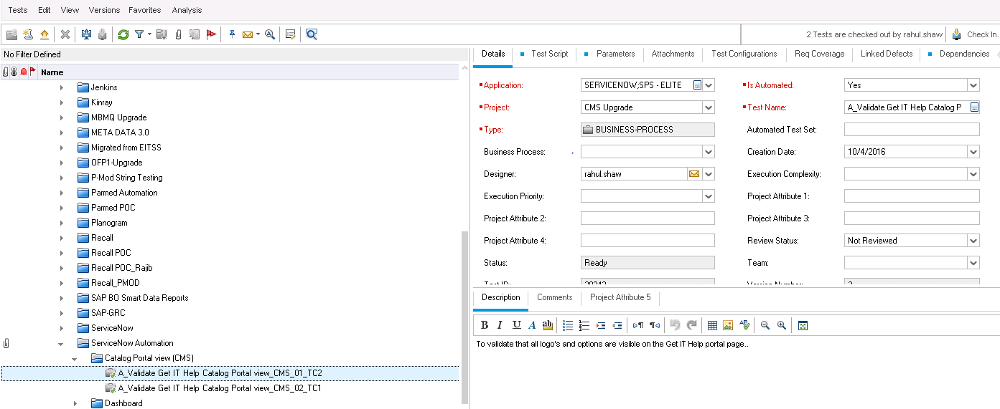 Tests Edit View Versions Favorites Analysis
2 Tests are checked out by rahul.shaw Check In.
No Filter Defined
Name
Jenkins
Kinray
MBMQ Upgrade
META DATA 3.0
Migrated from EITSS
OFP1-Upgrade
P-Mod String Testing
Parmed Automation
Parmed POC
Planogram
Recall
Recall POC
Recall POC_Rajib
Recall_PMOD
SAP BO Smart Data Reports
SAP-GRC
ServiceNow
ServiceNow Automation
Catalog Portal view (CMS)
A_Validate Get IT Help Catalog Portal view_CMS_01_TC2
A_Validate Get IT Help Catalog Portal view_CMS_02_TC1
Dashboard
Details Test Script Parameters Attachments Test Configurations Req Coverage Linked Defects Dependencies
Application: SERVICENOW;SPS - ELITE Is Automated: Yes
Project: CMS Upgrade Test Name: A_Validate Get IT Help Catalog P
Type: BUSINESS-PROCESS Automated Test Set:
Business Process: Creation Date: 10/4/2016
Designer: rahul.shaw Execution Complexity:
Execution Priority: Project Attribute 1:
Project Attribute 2: Project Attribute 3:
Project Attribute 4: Review Status: Not Reviewed
Status: Ready Team:
Description Comments Project Attribute 5
B I U A ab
To validate that all logo's and options are visible on the Get IT Help portal page..